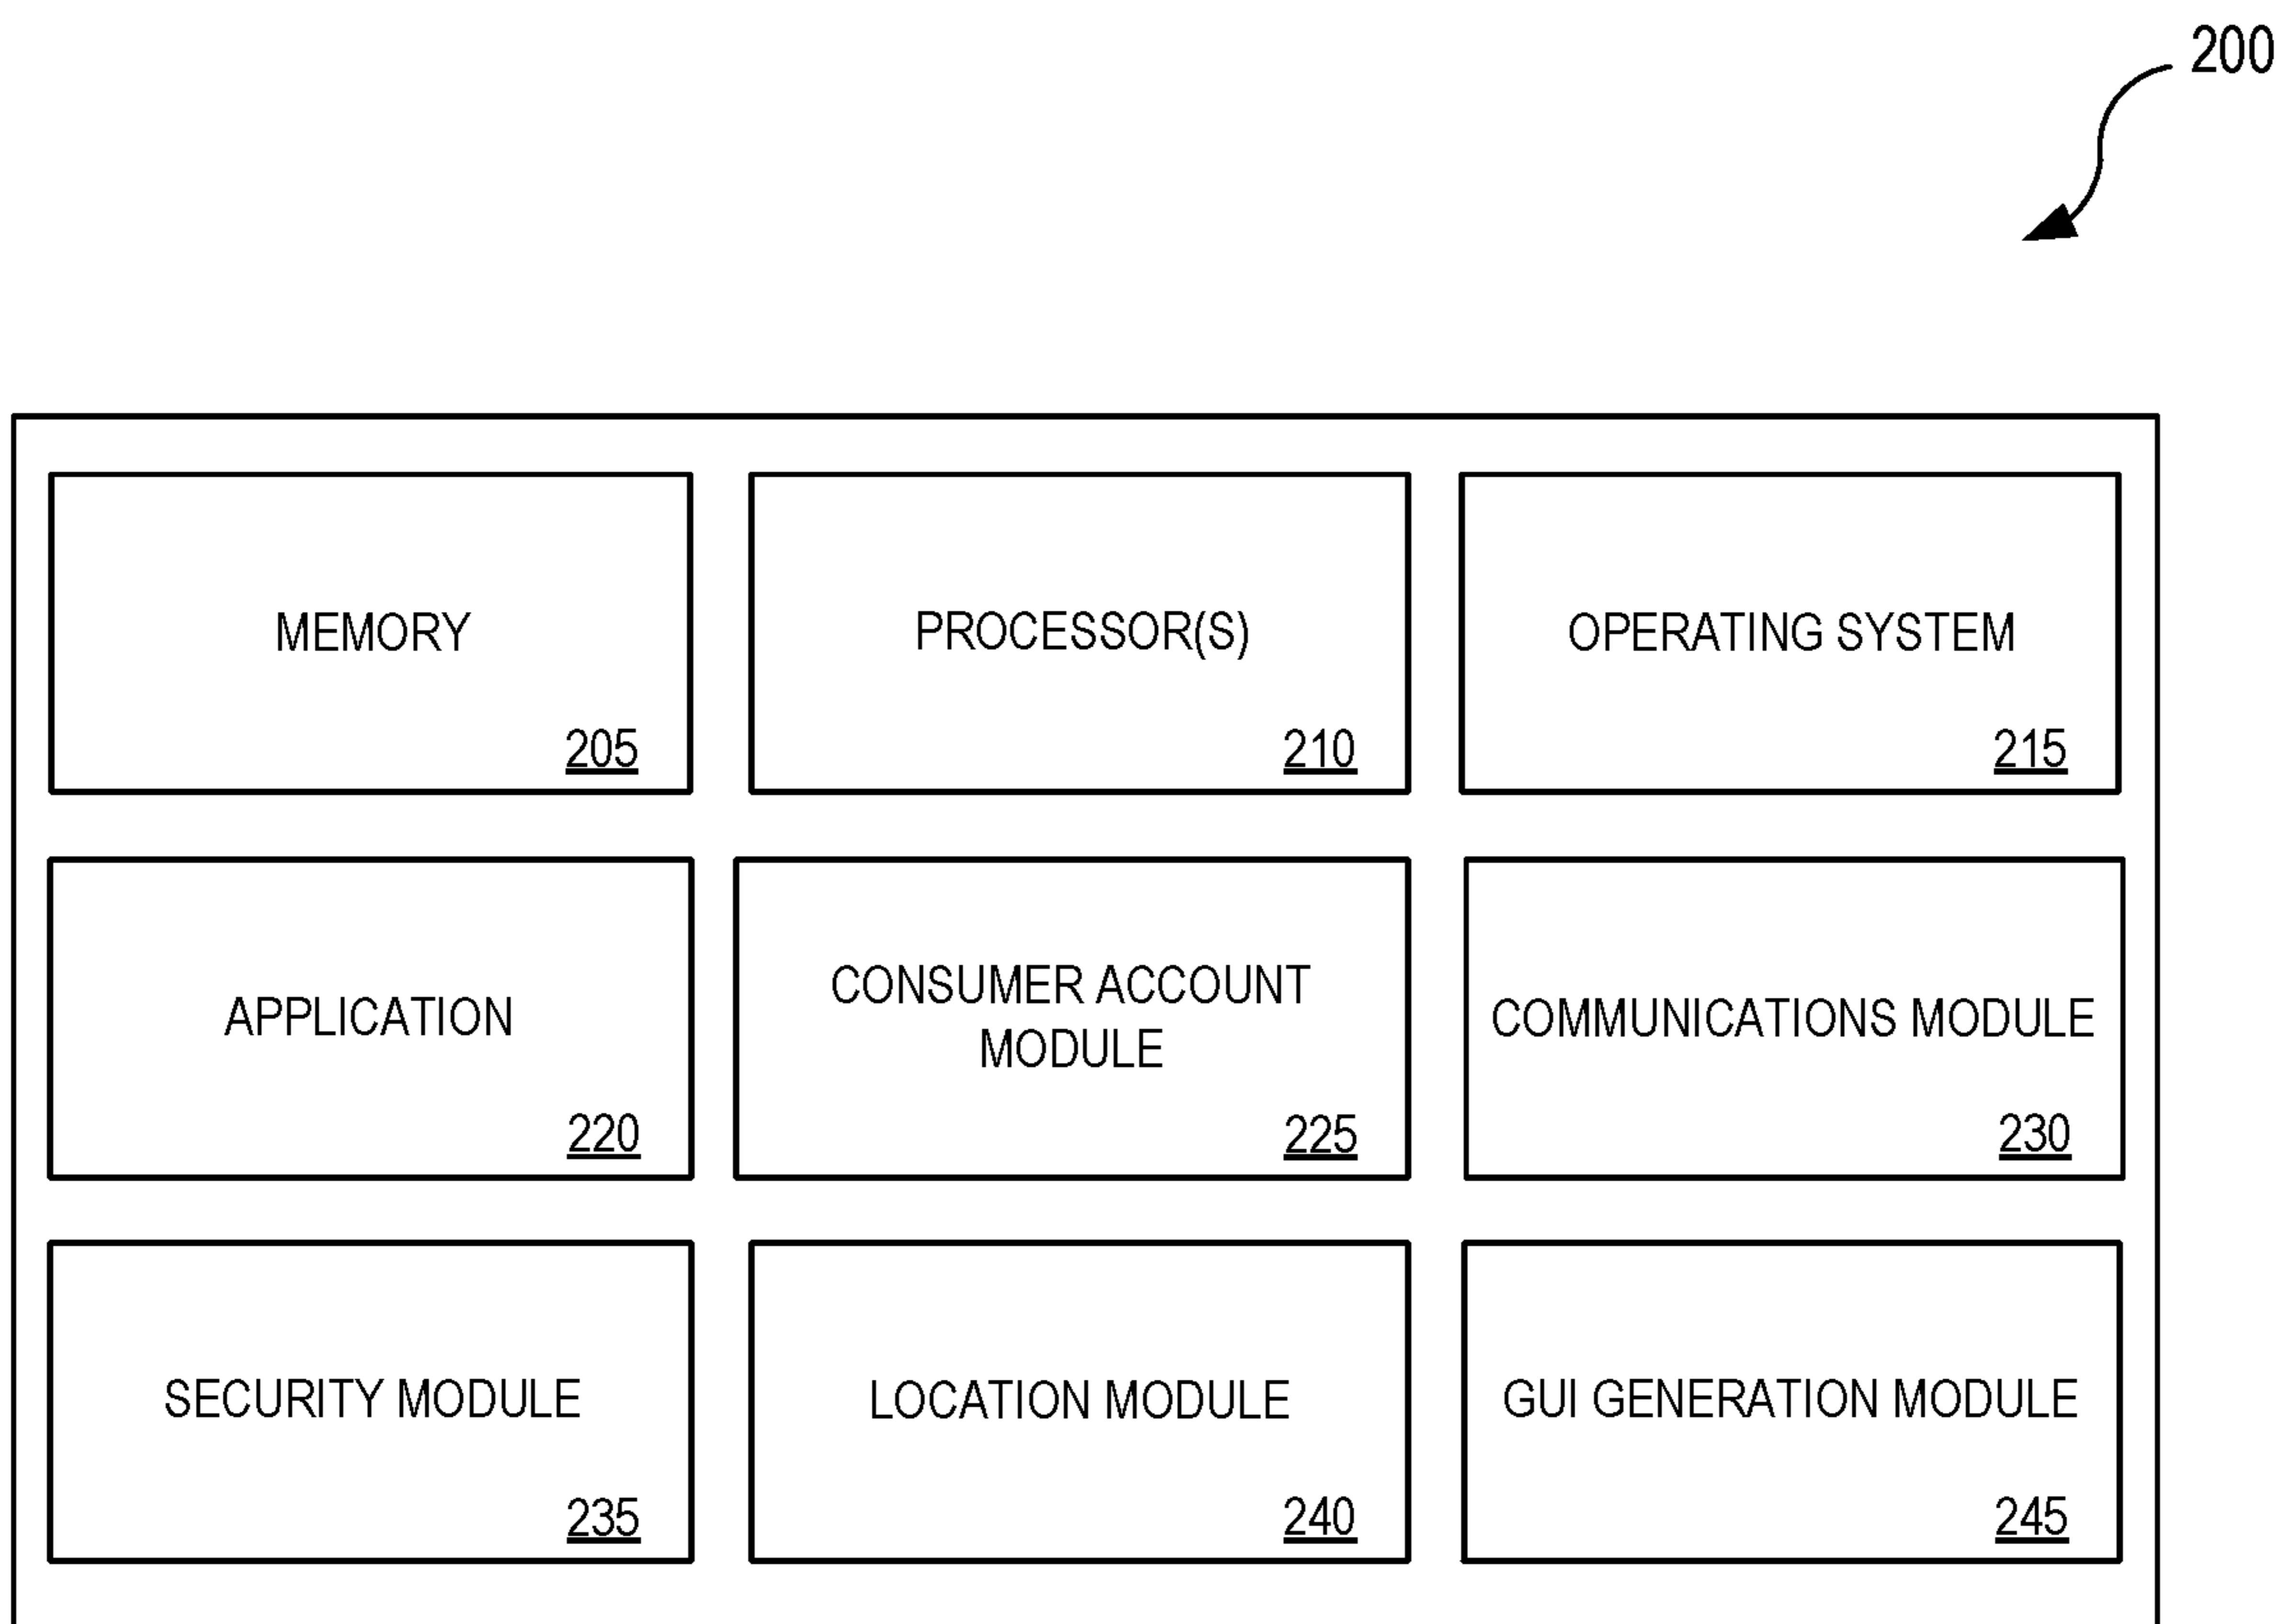 200
MEMORY
205
PROCESSOR(S)
210
OPERATING SYSTEM
215
APPLICATION
220
CONSUMER ACCOUNT
MODULE
225
COMMUNICATIONS MODULE
230
SECURITY MODULE
235
LOCATION MODULE
240
GUI GENERATION MODULE
245